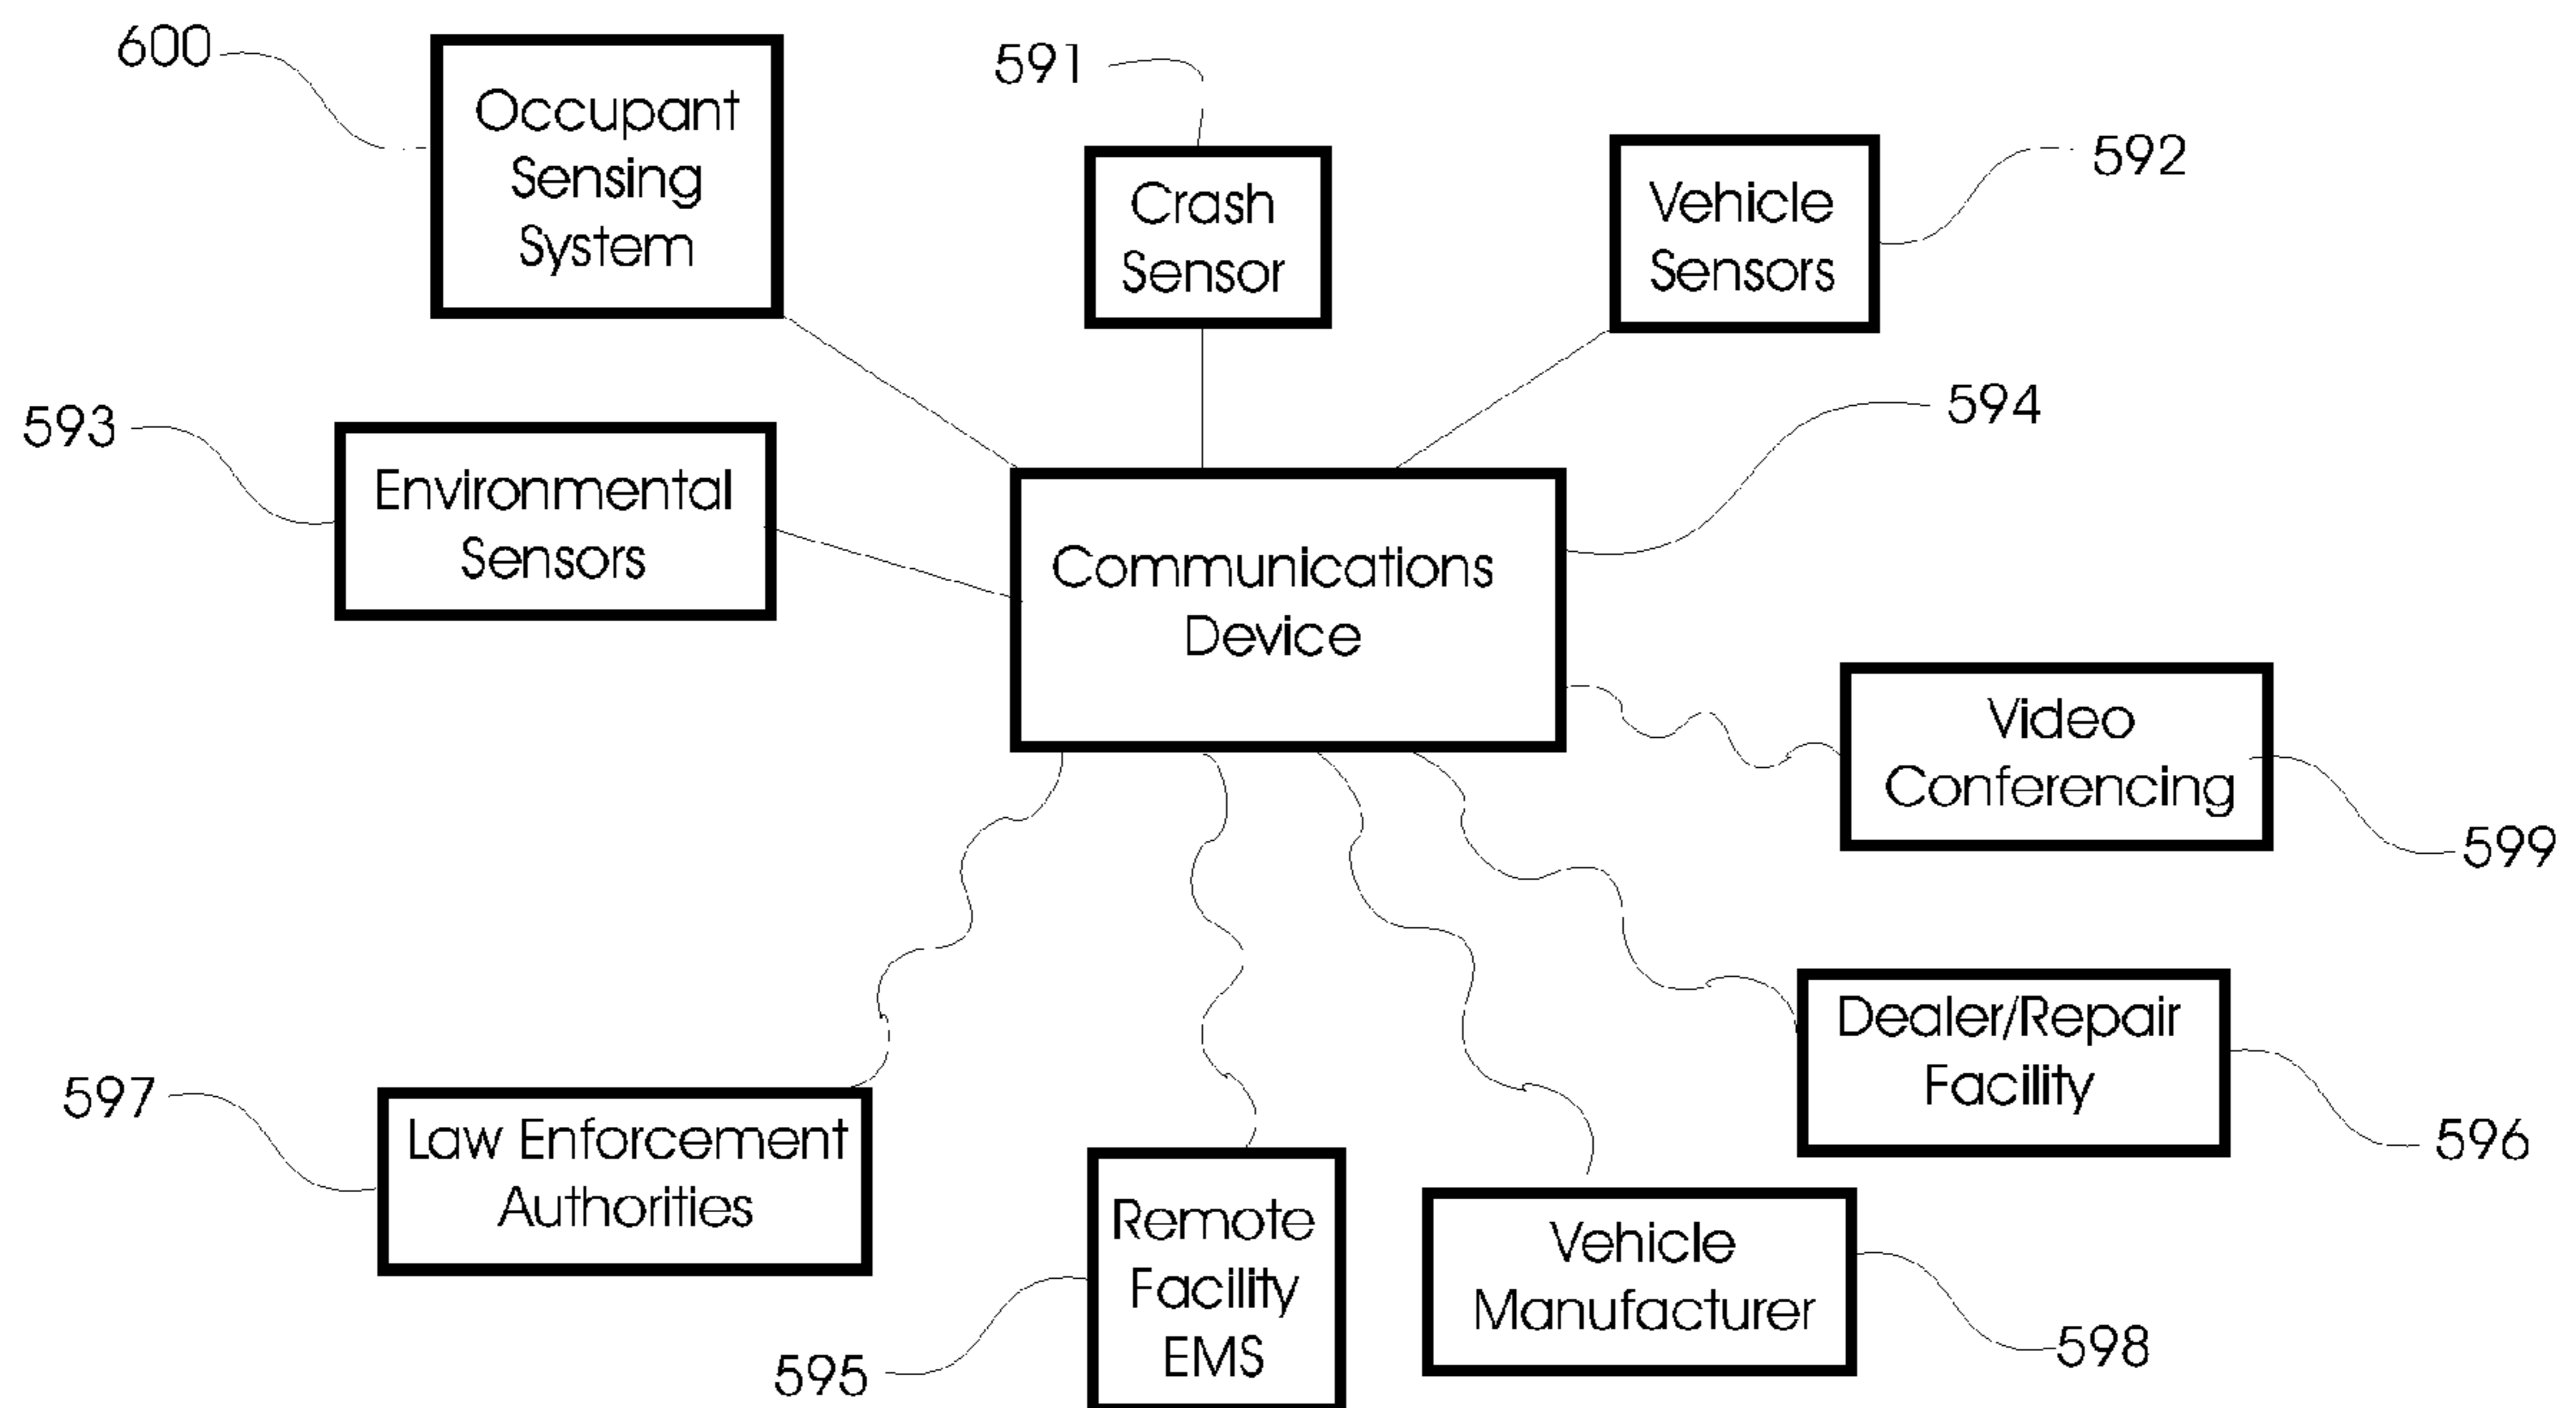 600
Occupant
Sensing
System
591
Crash
Sensor
Vehicle
Sensors
592
593
Environmental
Sensors
594
Communications
Device
Video
Conferencing
599
Dealer/Repair
Facility
596
597
Law Enforcement
Authorities
Remote
Facility
EMS
595
Vehicle
Manufacturer
598